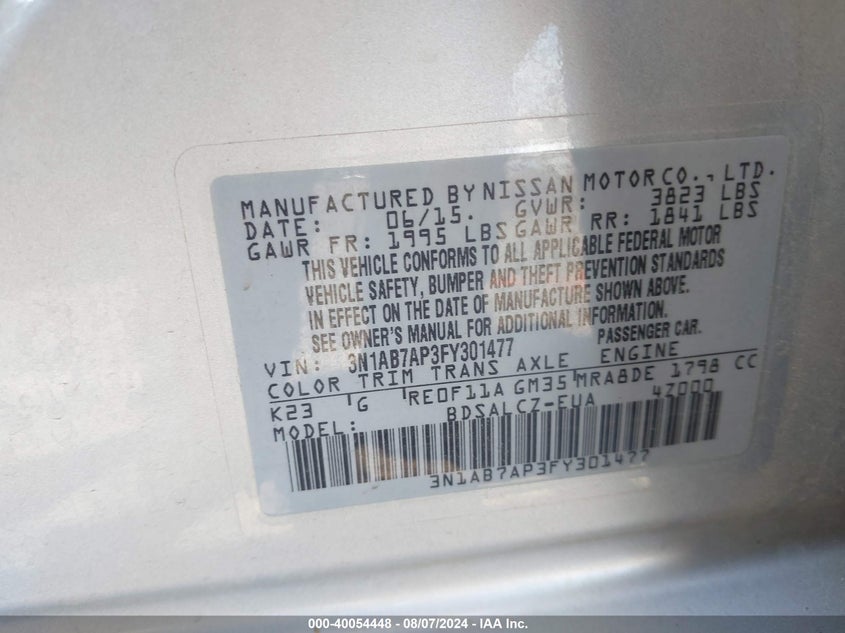 MANUFACTURED BY NISSAN MOTOR CO., LTD.
DATE: 06/15. GVWR: 3823 LBS
GAWR FR: 1995 LBS GAWR RR: 1841 LBS
THIS VEHICLE CONFORMS TO ALL APPLICABLE FEDERAL MOTOR
VEHICLE SAFETY, BUMPER AND THEFT PREVENTION STANDARDS
IN EFFECT ON THE DATE OF MANUFACTURE SHOWN ABOVE.
SEE OWNER'S MANUAL FOR ADDITIONAL INFORMATION.
VIN: 3N1AB7AP3FY301477 PASSENGER CAR.
COLOR TRIM TRANS AXLE ENGINE
K23 G RE0F11A GM35 MRA8DE 1798 CC
MODEL: BDSALCZ-EUA 4Z000
3N1AB7AP3FY301477
000-40054448 - 08/07/2024 - IAA Inc.